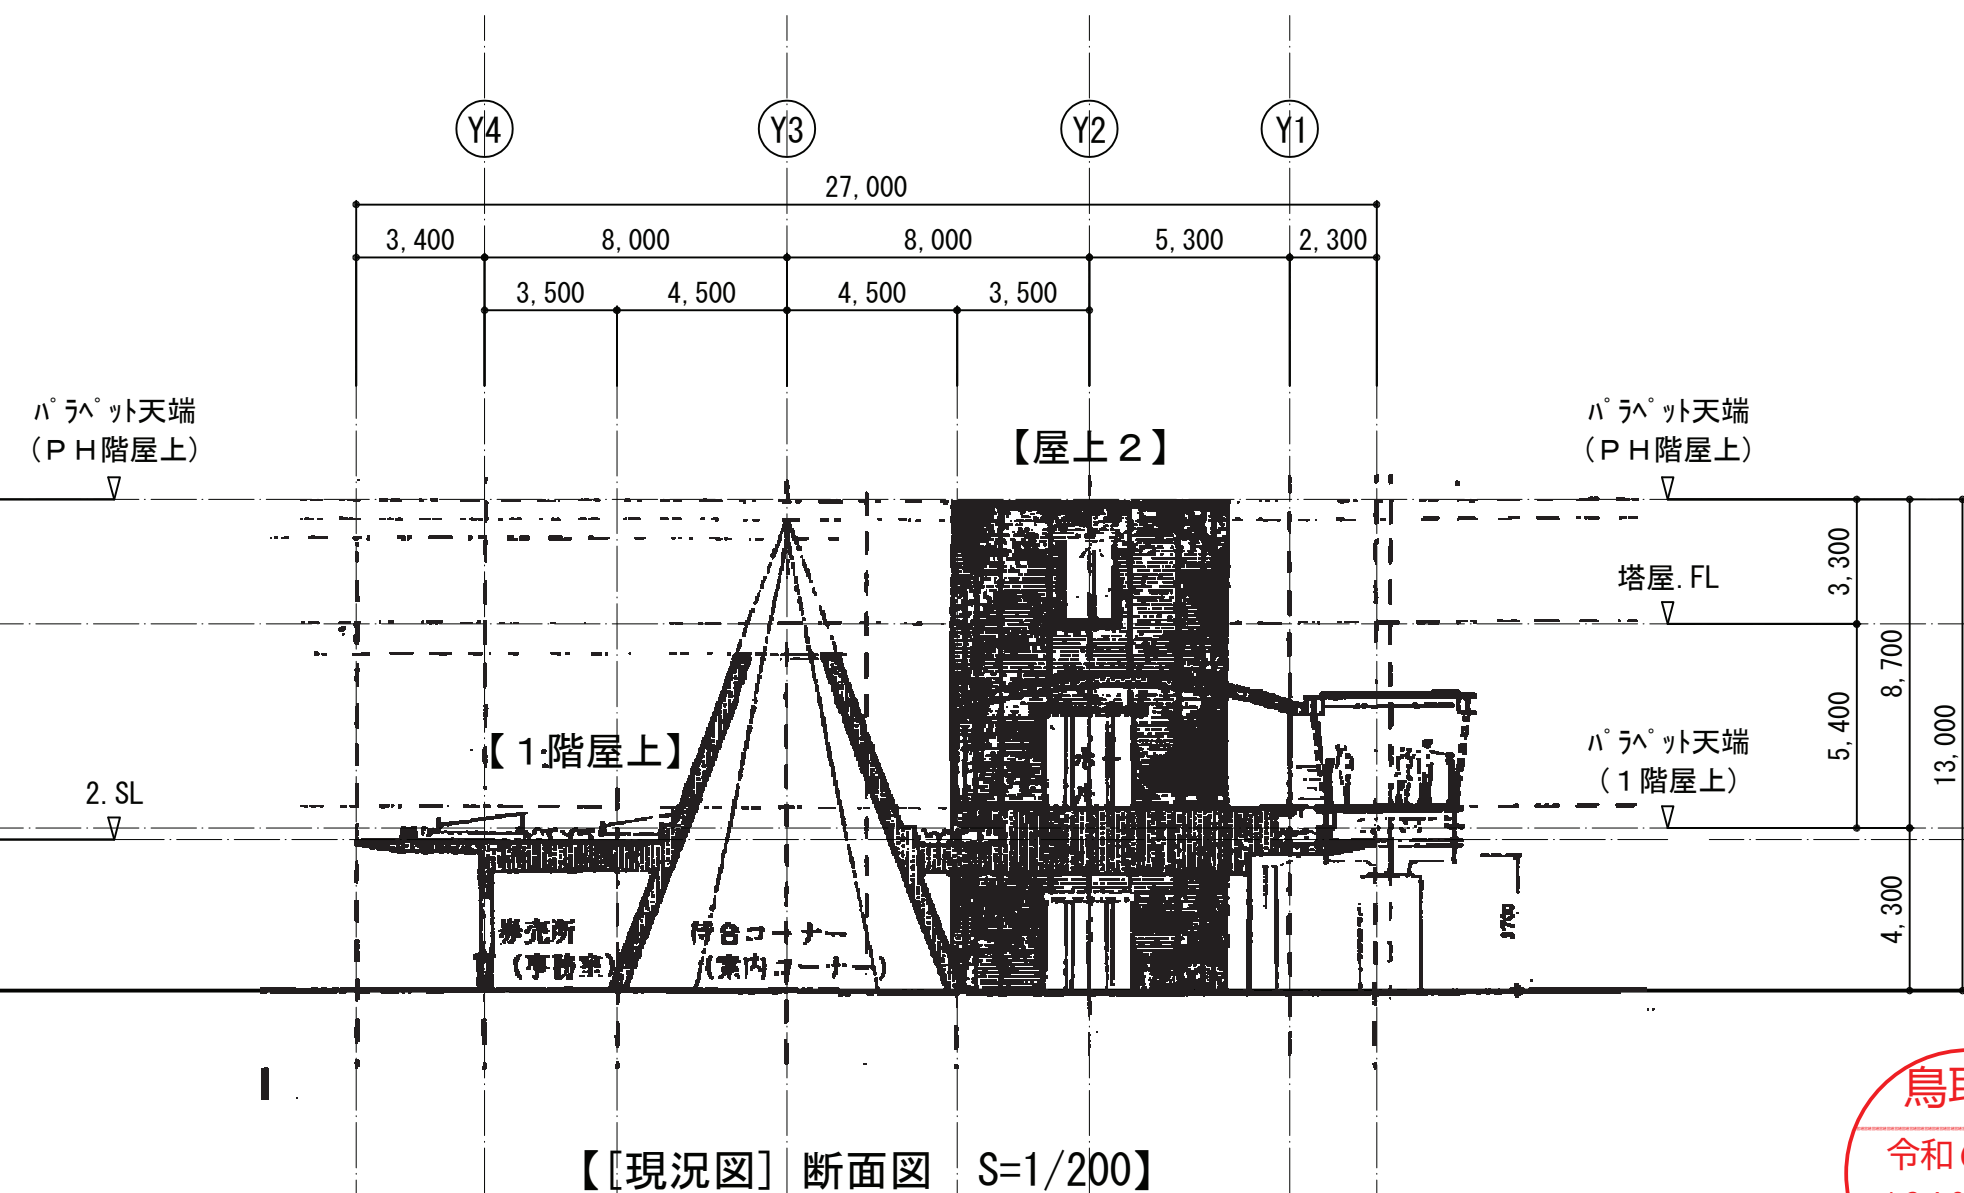 Y4 Y3 Y2 Y1
27,000
3,400 8,000 8,000 5,300 2,300
3,500 4,500 4,500 3,500
パラペット天端
(ＰＨ階屋上)
パラペット天端
(ＰＨ階屋上)
【屋上２】
3,300
塔屋.FL
8,700
5,400
13,000
【１階屋上】
パラペット天端
(１階屋上)
2.SL
4,300
券売所
(事務室)
待合コーナー
(案内コーナー)
【[現況図] 断面図 S=1/200】
鳥取
令和